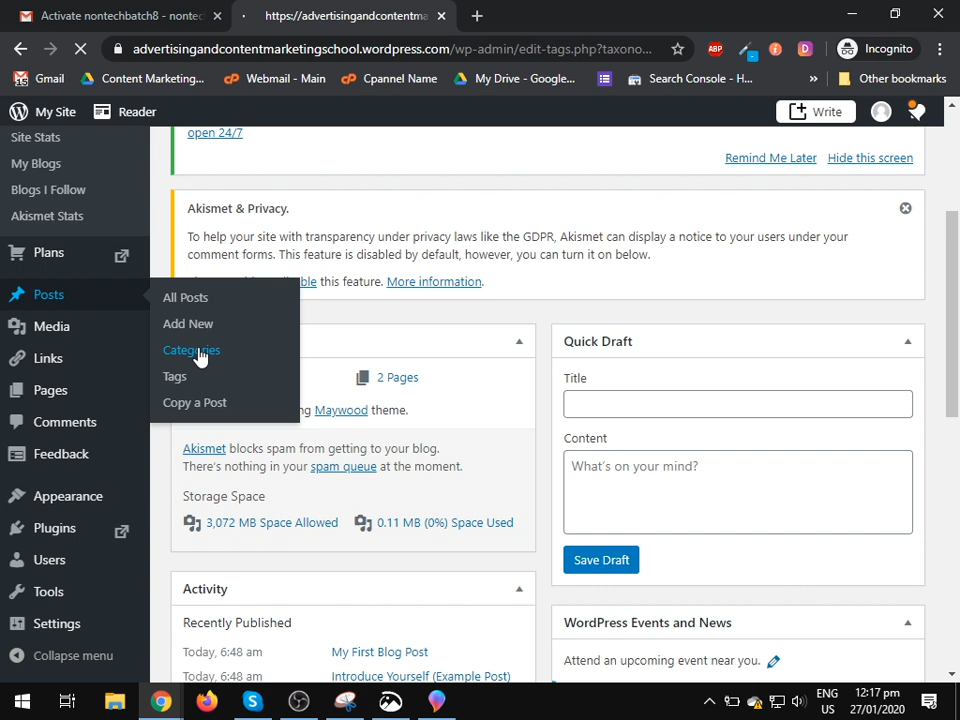 Activate nontechbatch8 - nontec
https://advertisingandcontentma
advertisingandcontentmarketingschool.wordpress.com/wp-admin/edit-tags.php?taxono...
ABP
D
Incognito
Gmail
Content Marketing...
Webmail - Main
Cpannel Name
My Drive - Google...
Search Console - H...
»
Other bookmarks
My Site
Reader
Write
Site Stats
My Blogs
Blogs I Follow
Akismet Stats
Plans
Posts
Media
Links
Pages
Comments
Feedback
Appearance
Plugins
Users
Tools
Settings
Collapse menu
All Posts
Add New
Categories
Tags
Copy a Post
open 24/7
Remind Me Later
Hide this screen
Akismet & Privacy.
To help your site with transparency under privacy laws like the GDPR, Akismet can display a notice to your users under your
comment forms. This feature is disabled by default, however, you can turn it on below.
this feature. More information.
2 Pages
Maywood theme.
Akismet blocks spam from getting to your blog.
There's nothing in your spam queue at the moment.
Storage Space
3,072 MB Space Allowed
0.11 MB (0%) Space Used
Activity
Recently Published
Today, 6:48 am
My First Blog Post
Today, 6:48 am
Introduce Yourself (Example Post)
Quick Draft
Title
Content
What's on your mind?
Save Draft
WordPress Events and News
Attend an upcoming event near you.
ENG
US
12:17 pm
27/01/2020